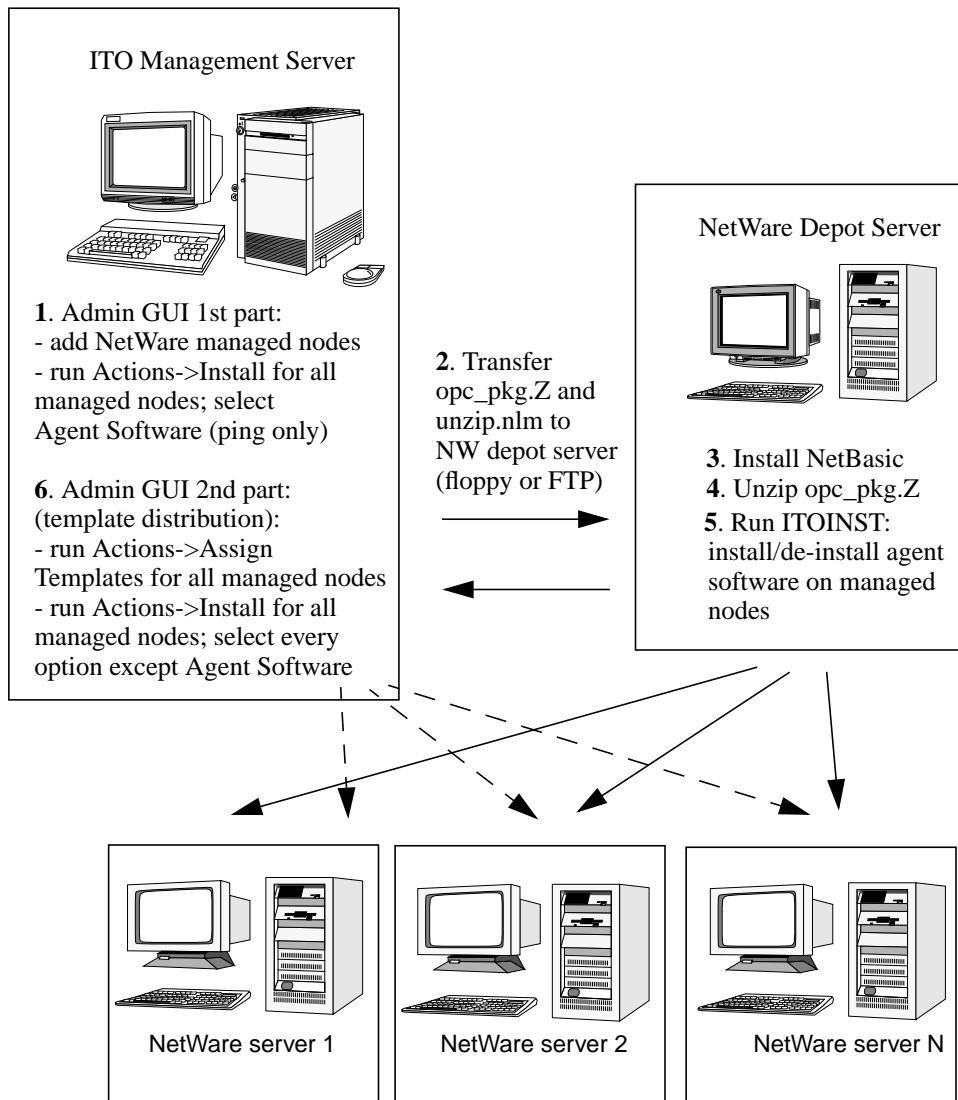 ITO Management Server
1. Admin GUI 1st part:
- add NetWare managed nodes
- run Actions->Install for all
managed nodes; select
Agent Software (ping only)
6. Admin GUI 2nd part:
(template distribution):
- run Actions->Assign
Templates for all managed nodes
- run Actions->Install for all
managed nodes; select every
option except Agent Software
2. Transfer
opc_pkg.Z and
unzip.nlm to
NW depot server
(floppy or FTP)
NetWare Depot Server
3. Install NetBasic
4. Unzip opc_pkg.Z
5. Run ITOINST:
install/de-install agent
software on managed
nodes
NetWare server 1
NetWare server 2
NetWare server N